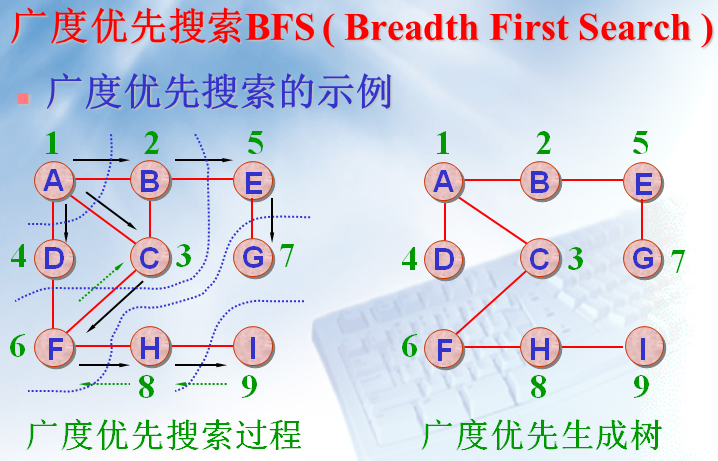 广度优先搜索BFS ( Breadth First Search )
广度优先搜索的示例
1 2 5
A B E
4 D C 3 G 7
6 F H I
8 9
广度优先搜索过程
1 2 5
A B E
4 D C 3 G 7
6 F H I
8 9
广度优先生成树